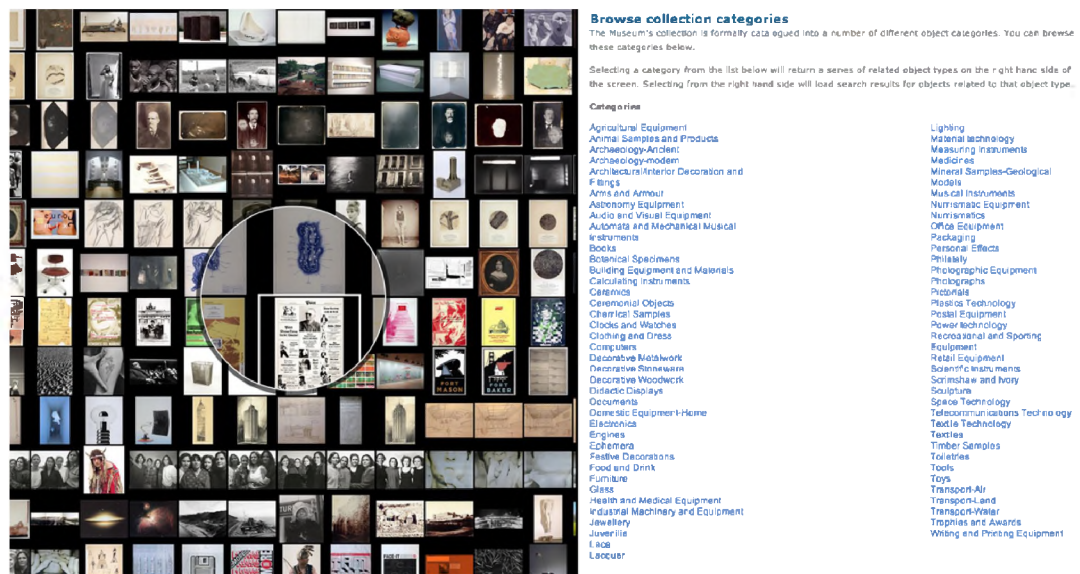 Browse collection categories
The Museum's collection is formally catalogued into a number of different object categories. You can browse
these categories below.
Selecting a category from the list below will return a series of related object types on the right hand side of
the screen. Selecting from the right hand side will load search results for objects related to that object type.
Categories
Agricultural Equipment
Animal Samples and Products
Archaeology-Ancient
Archaeology-modern
Architectural/Interior Decoration and
Fittings
Arms and Armour
Astronomy Equipment
Audio and Visual Equipment
Automata and Mechanical Musical
Instruments
Books
Botanical Specimens
Building Equipment and Materials
Calculating Instruments
Ceramics
Ceremonial Objects
Chemical Samples
Clocks and Watches
Clothing and Dress
Computers
Decorative Metalwork
Decorative Stoneware
Decorative Woodwork
Didactic Displays
Documents
Domestic Equipment-Home
Electronics
Engines
Ephemera
Festive Decorations
Food and Drink
Furniture
Glass
Health and Medical Equipment
Industrial Machinery and Equipment
Jewellery
Juvenilia
Lace
Lacquer
Lighting
Material technology
Measuring Instruments
Medicines
Mineral Samples-Geological
Models
Musical Instruments
Numismatic Equipment
Numismatics
Office Equipment
Packaging
Personal Effects
Philately
Photographic Equipment
Photographs
Pictorials
Plastics Technology
Postal Equipment
Power technology
Recreational and Sporting
Equipment
Retail Equipment
Scientific Instruments
Scrimshaw and Ivory
Sculpture
Space Technology
Telecommunications Technology
Textile Technology
Textiles
Timber Samples
Toiletries
Tools
Toys
Transport-Air
Transport-Land
Transport-Water
Trophies and Awards
Writing and Printing Equipment
FORT
MASON
FORT
BAKER